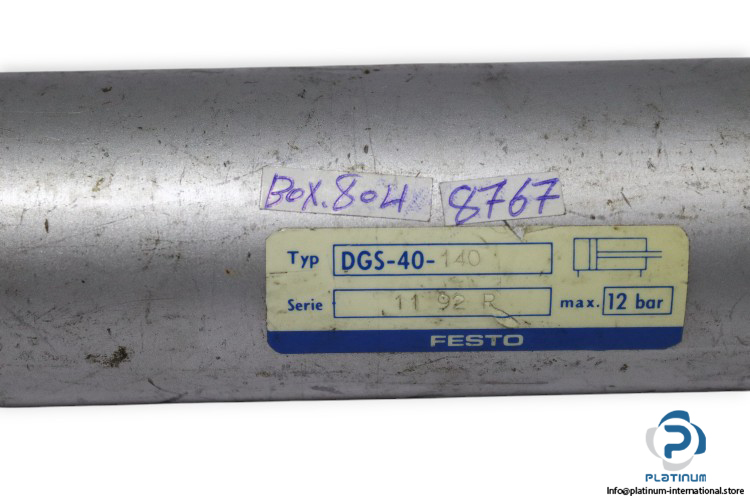 Box.804 8767
Typ DGS-40-140
Serie 11 92 R max. 12 bar
FESTO
PLATINUM
Info@platinum-international.store